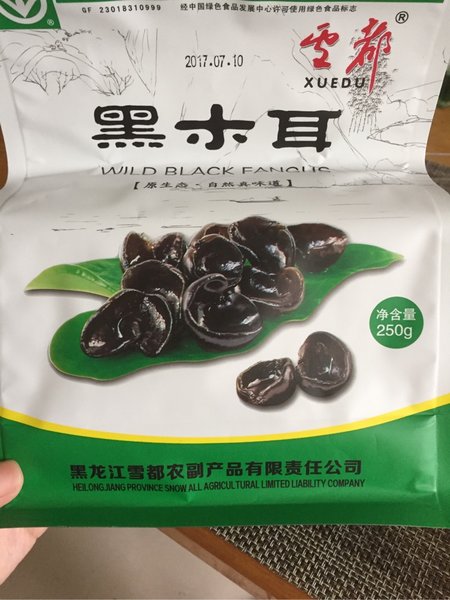 GF 23018310999 经中国绿色食品发展中心许可使用绿色食品标志
2017.07.10
雪都®
XUEDU
黑木耳
WILD BLACK FANGUS
【原生态·自然真味道】
净含量
250g
黑龙江雪都农副产品有限责任公司
HEILONGJIANG PROVINCE SNOW ALL AGRICULTURAL LIMITED LIABILITY COMPANY